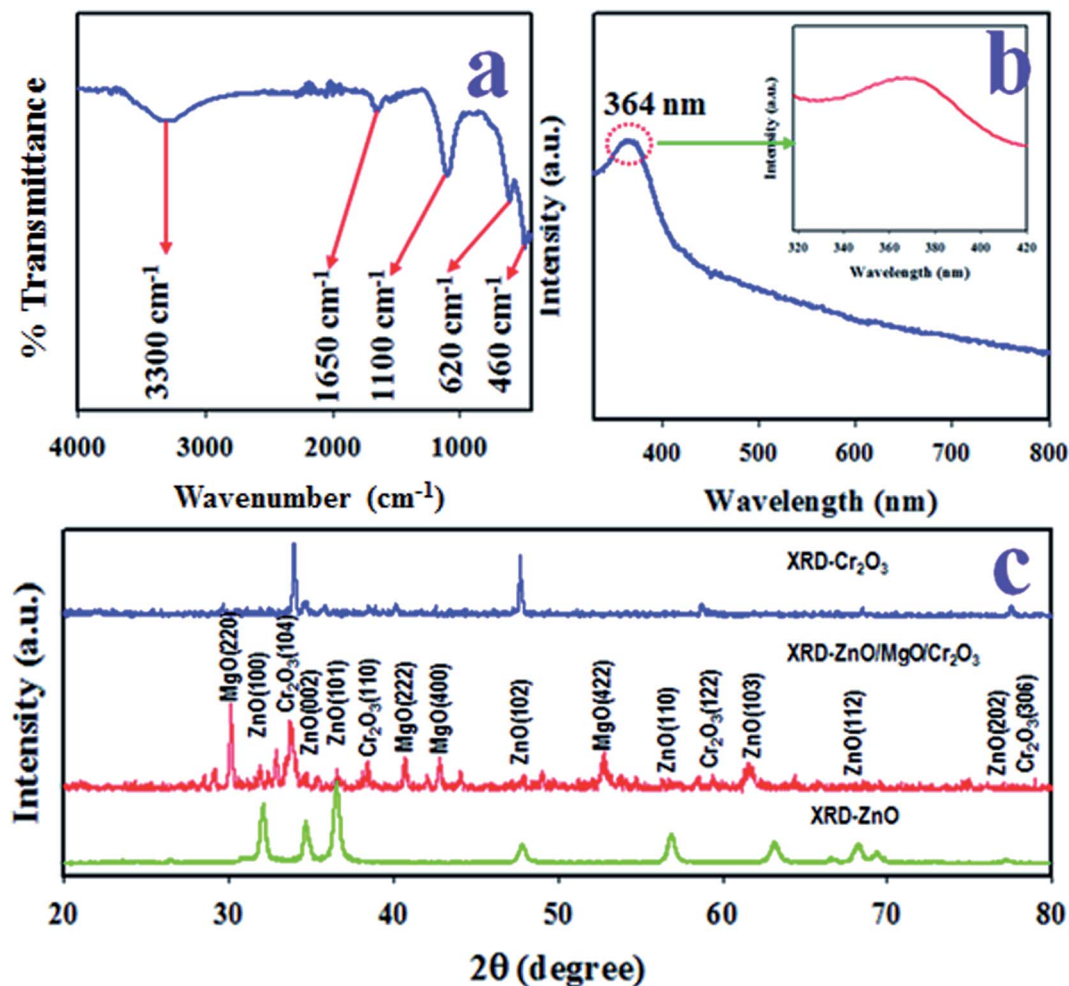 a
% Transmittance
3300 cm-1
1650 cm-1
1100 cm-1
620 cm-1
460 cm-1
4000 3000 2000 1000
Wavenumber (cm-1)
b
364 nm
Intensity (a.u.)
400 500 600 700 800
Wavelength (nm)
Intensity (a.u.)
320 340 360 380 400 420
Wavelength (nm)
c
XRD-Cr2O3
XRD-ZnO/MgO/Cr2O3
XRD-ZnO
MgO(220)
ZnO(100)
Cr2O3(104)
ZnO(002)
ZnO(101)
Cr2O3(110)
MgO(222)
MgO(400)
ZnO(102)
MgO(422)
ZnO(110)
Cr2O3(122)
ZnO(103)
ZnO(112)
ZnO(202)
Cr2O3(306)
Intensity (a.u.)
20 30 40 50 60 70 80
2θ (degree)